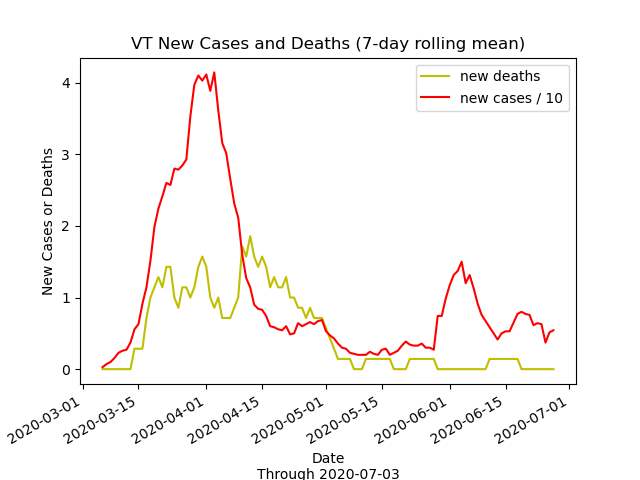 VT New Cases and Deaths (7-day rolling mean)
new deaths
new cases / 10
New Cases or Deaths
4
3
2
1
0
2020-03-01
2020-03-15
2020-04-01
2020-04-15
2020-05-01
2020-05-15
2020-06-01
2020-06-15
2020-07-01
Date
Through 2020-07-03